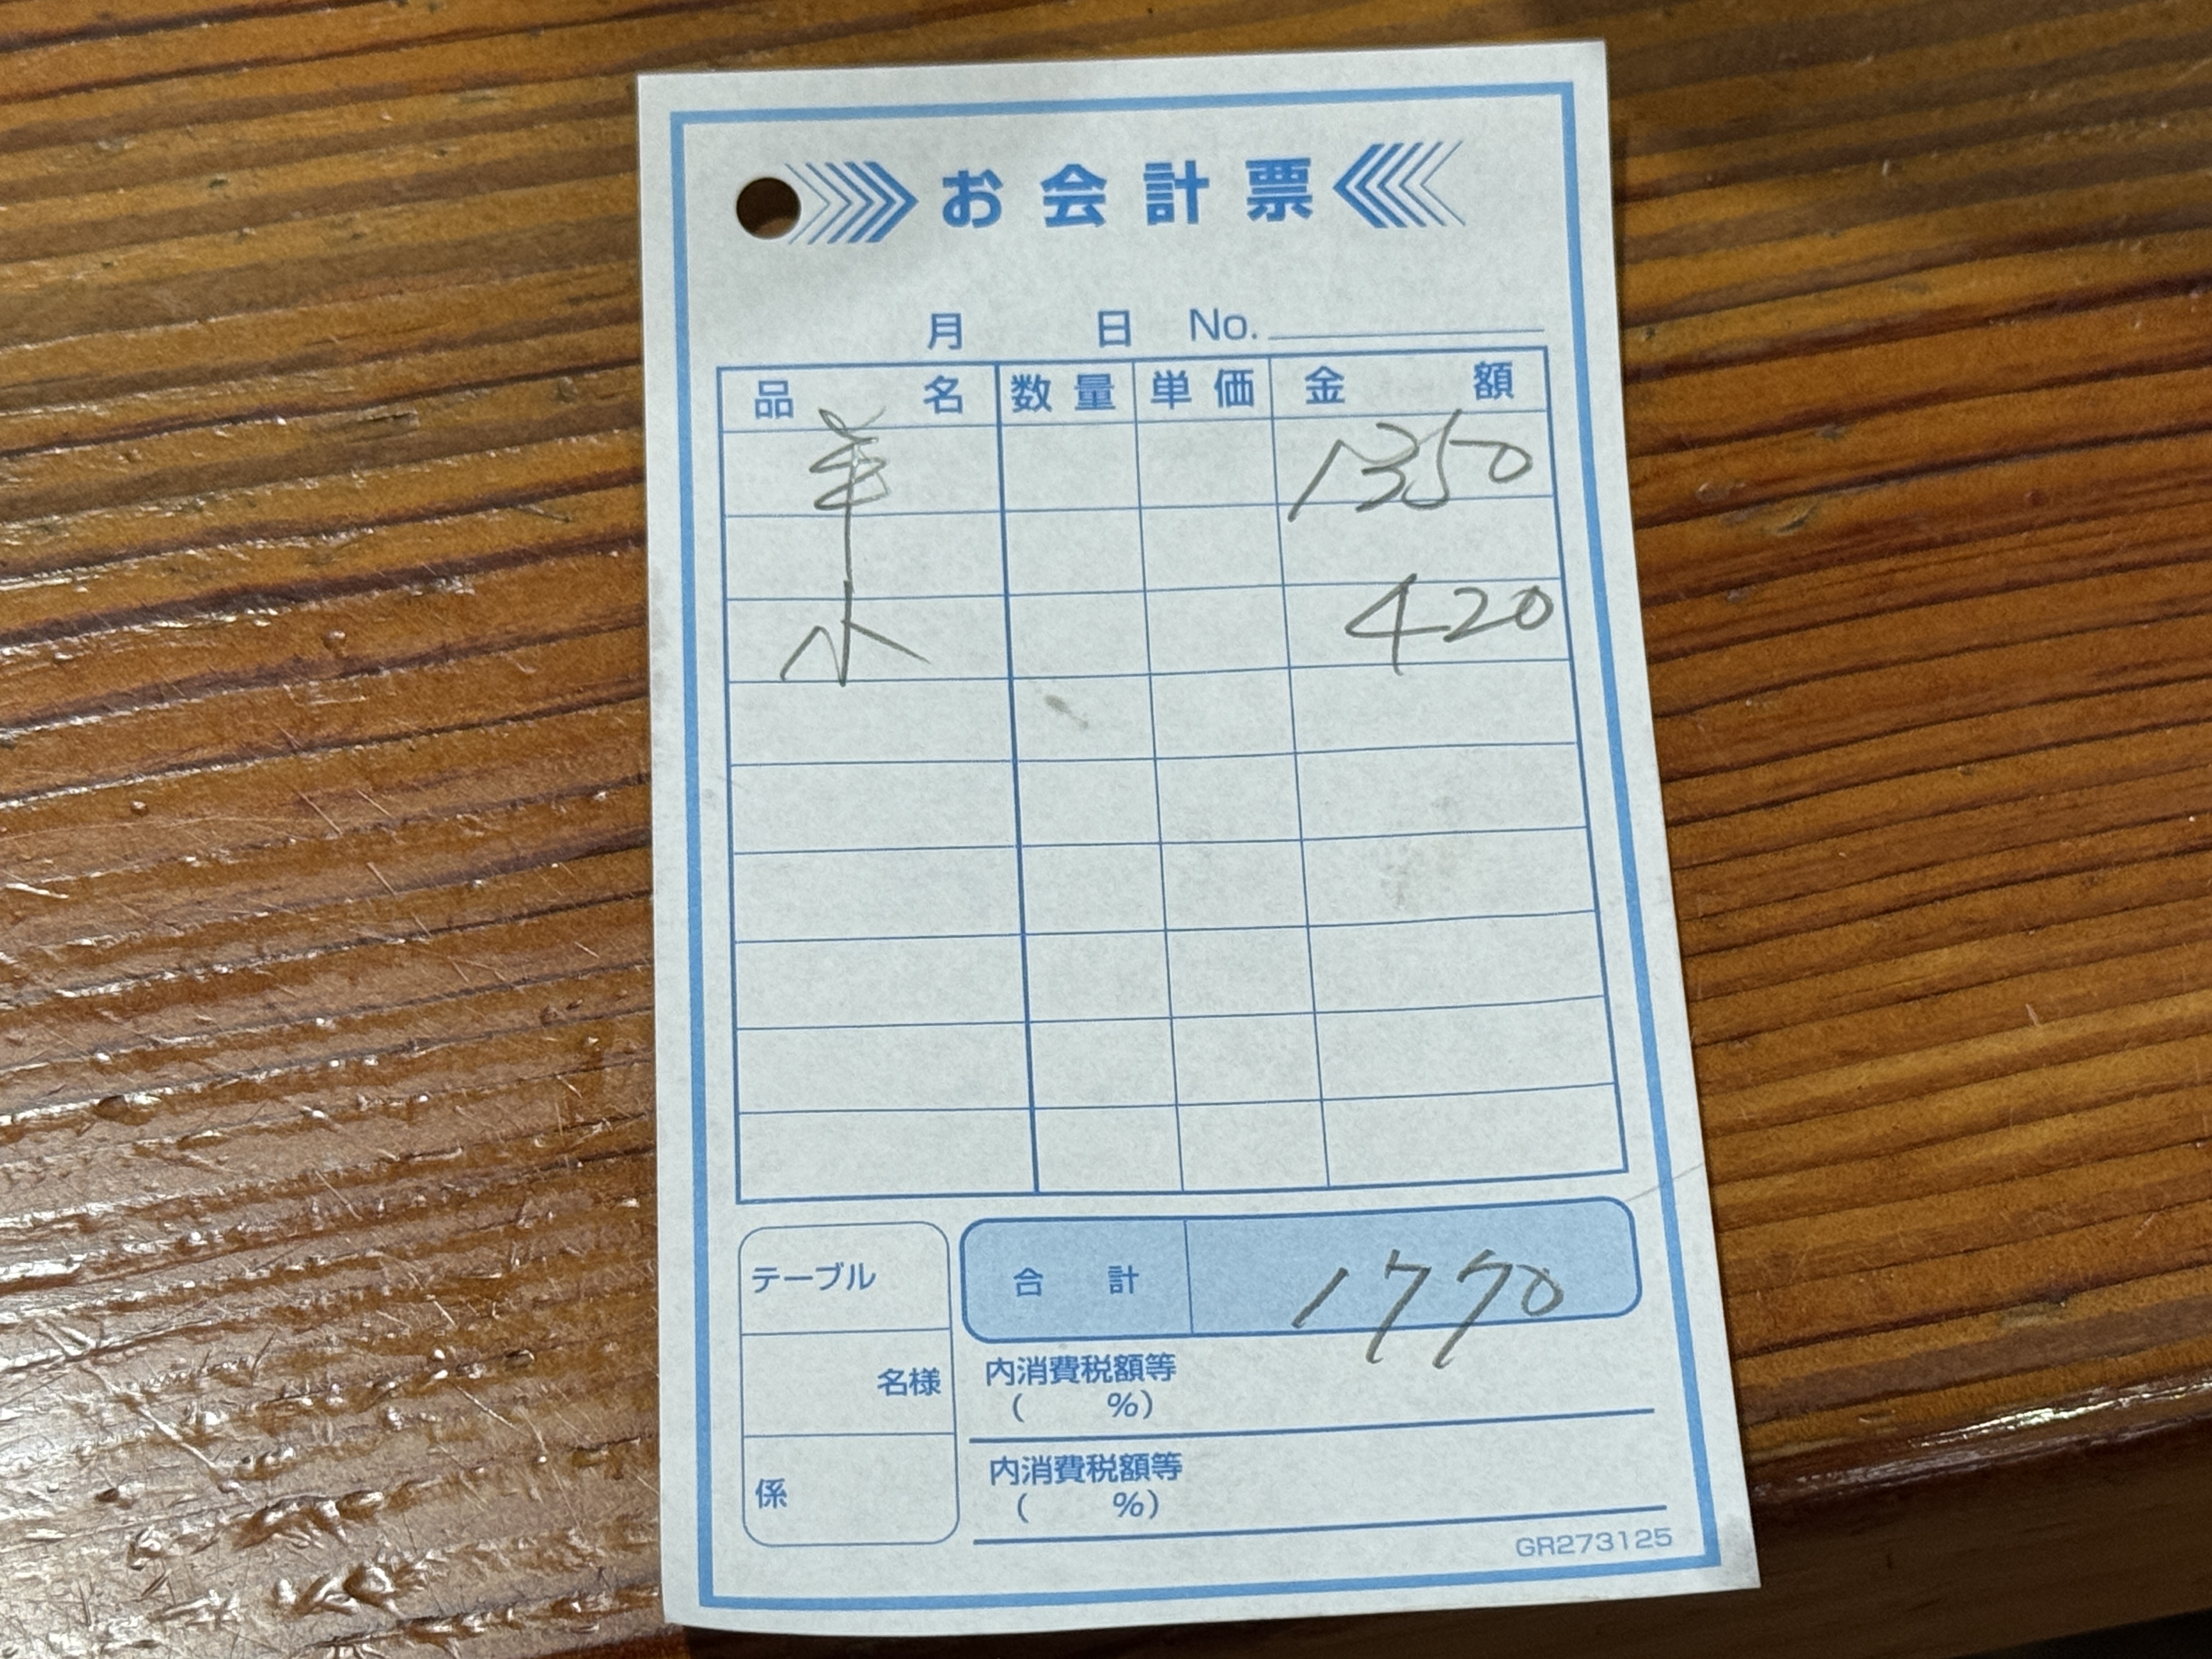 お会計票
月 日 No.
品名 数量 単価 金額
羊 1350
小 420
テーブル
合計 1770
名様
内消費税額等
( %)
係
内消費税額等
( %)
GR273125